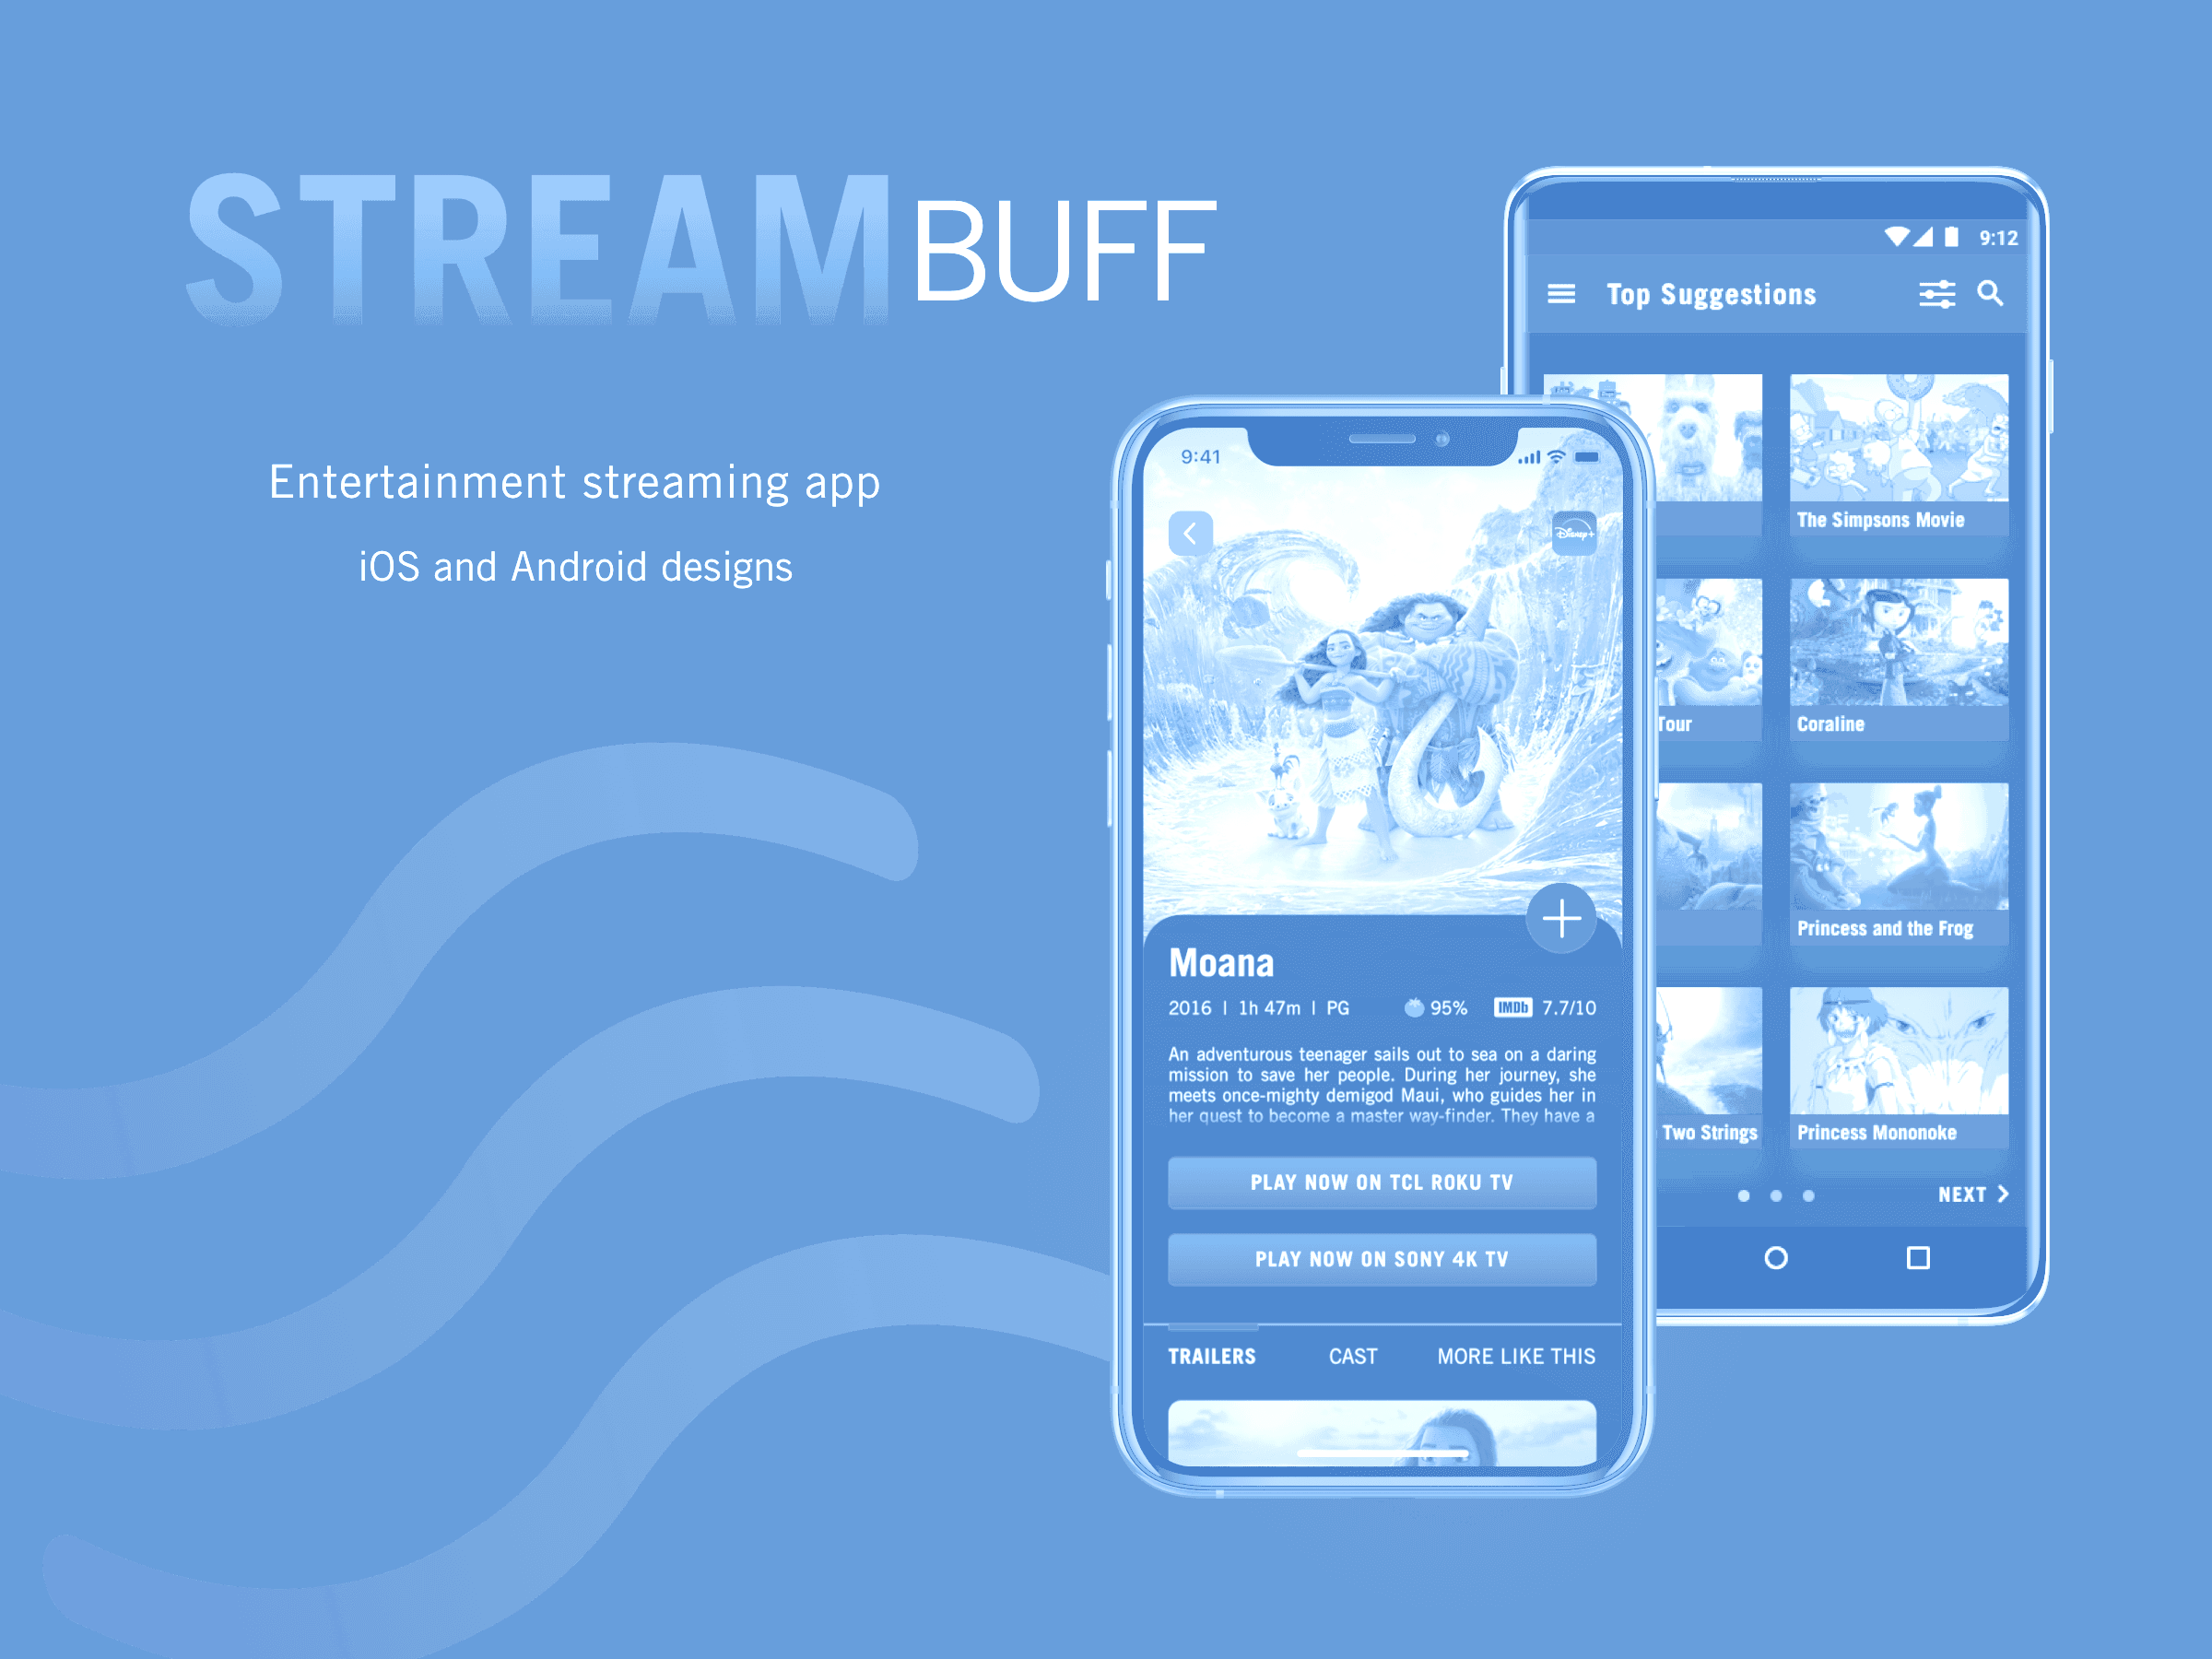 STREAM BUFF
Entertainment streaming app
iOS and Android designs
9:12
Top Suggestions
The Simpsons Movie
Tour
Coraline
Princess and the Frog
Two Strings
Princess Mononoke
NEXT
9:41
Disney+
Moana
2016 | 1h 47m | PG 95% IMDb 7.7/10
An adventurous teenager sails out to sea on a daring
mission to save her people. During her journey, she
meets once-mighty demigod Maui, who guides her in
her quest to become a master way-finder. They have a
PLAY NOW ON TCL ROKU TV
PLAY NOW ON SONY 4K TV
TRAILERS CAST MORE LIKE THIS